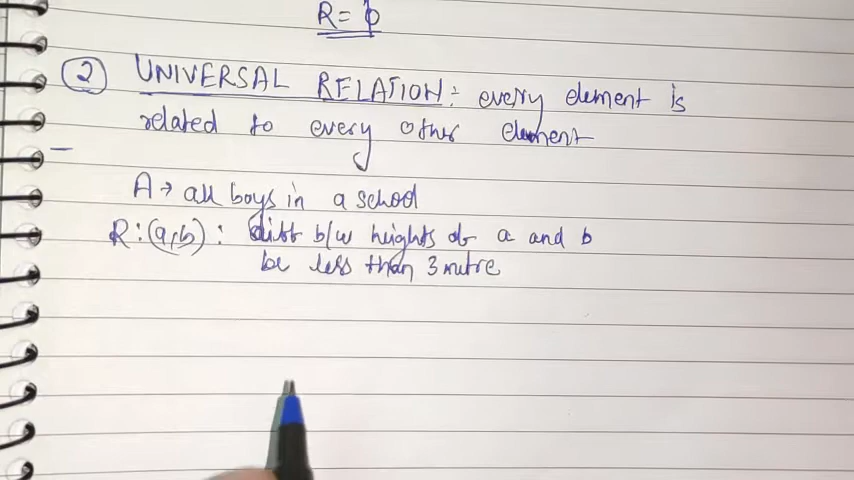 R = ϕ
② UNIVERSAL RELATION : every element is
related to every other element
A → all boys in a school
R : (a,b) : diff b/w heights of a and b
be less than 3 metre